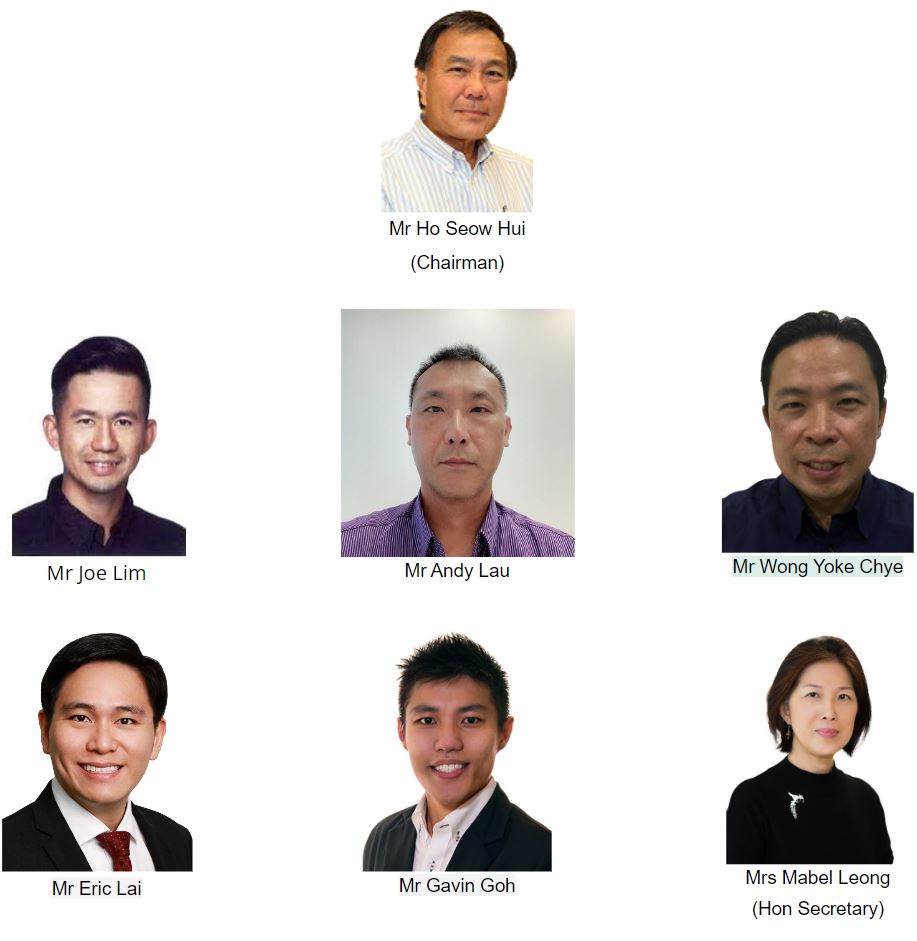 Mr Ho Seow Hui
(Chairman)
Mr Joe Lim
Mr Andy Lau
Mr Wong Yoke Chye
Mr Eric Lai
Mr Gavin Goh
Mrs Mabel Leong
(Hon Secretary)